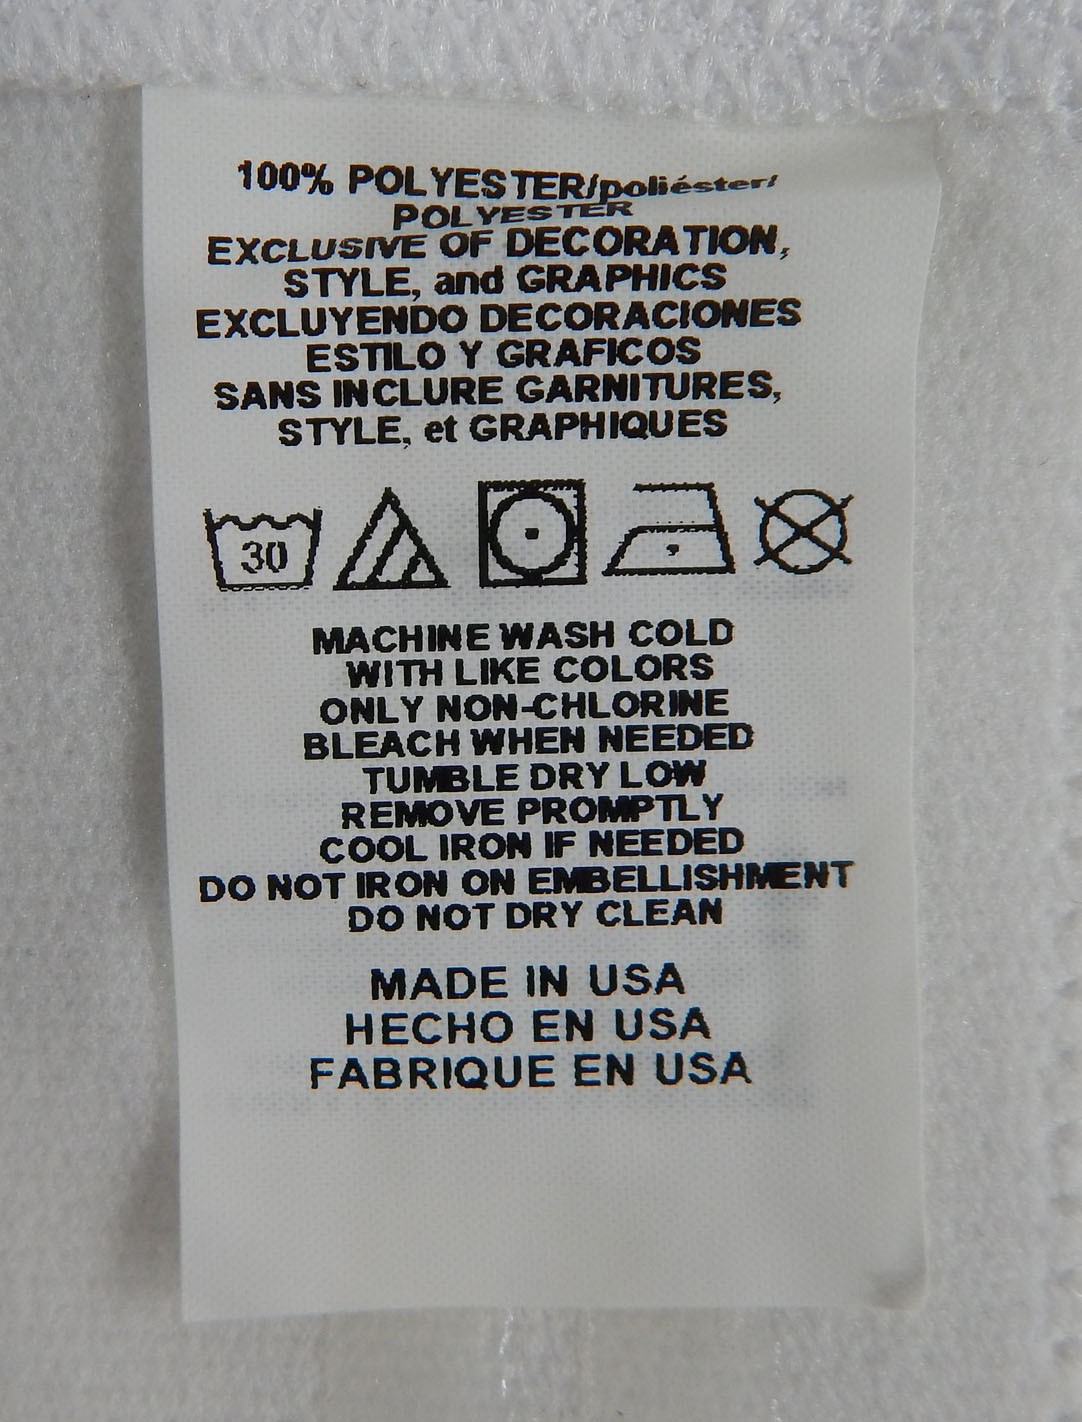 100% POLYESTER/poliéster/
POLYESTER
EXCLUSIVE OF DECORATION,
STYLE, and GRAPHICS
EXCLUYENDO DECORACIONES
ESTILO Y GRAFICOS
SANS INCLURE GARNITURES,
STYLE, et GRAPHIQUES
30
MACHINE WASH COLD
WITH LIKE COLORS
ONLY NON-CHLORINE
BLEACH WHEN NEEDED
TUMBLE DRY LOW
REMOVE PROMPTLY
COOL IRON IF NEEDED
DO NOT IRON ON EMBELLISHMENT
DO NOT DRY CLEAN
MADE IN USA
HECHO EN USA
FABRIQUE EN USA